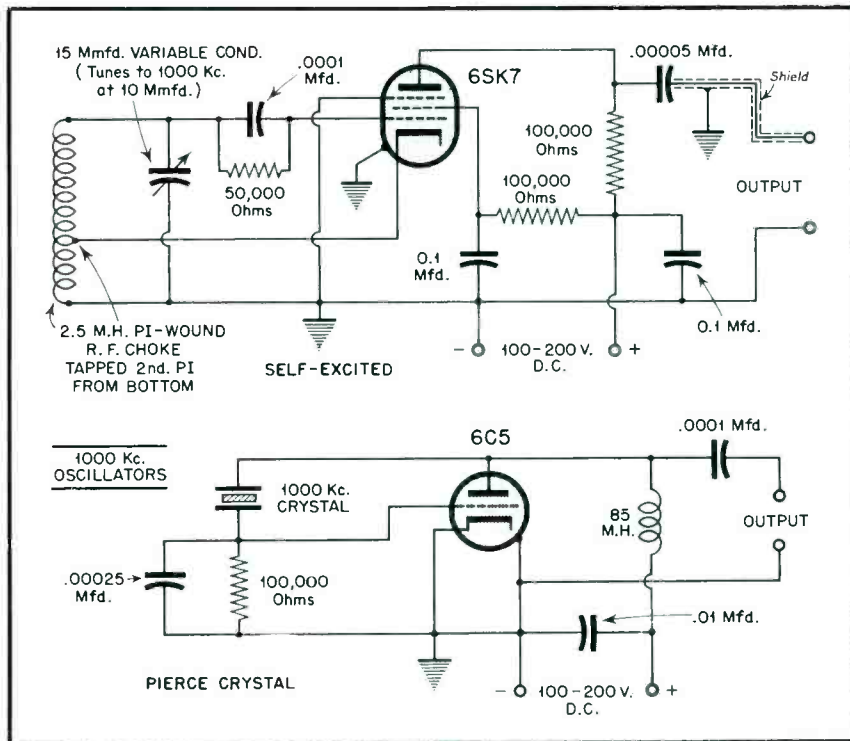 15 Mmfd. VARIABLE COND.
( Tunes to 1000 Kc.
at 10 Mmfd.)
.0001
Mfd.
6SK7
.00005 Mfd.
Shield
50,000
Ohms
100,000
Ohms
100,000
Ohms
OUTPUT
0.1
Mfd.
0.1 Mfd.
2.5 M.H. PI-WOUND
R. F. CHOKE
TAPPED 2nd. PI
FROM BOTTOM
SELF-EXCITED
- 100-200 V. +
D.C.
1000 Kc.
OSCILLATORS
1000 Kc.
CRYSTAL
6C5
.0001 Mfd.
85
M.H.
OUTPUT
.00025
Mfd.
100,000
Ohms
.01 Mfd.
PIERCE CRYSTAL
- 100-200 V. +
D.C.